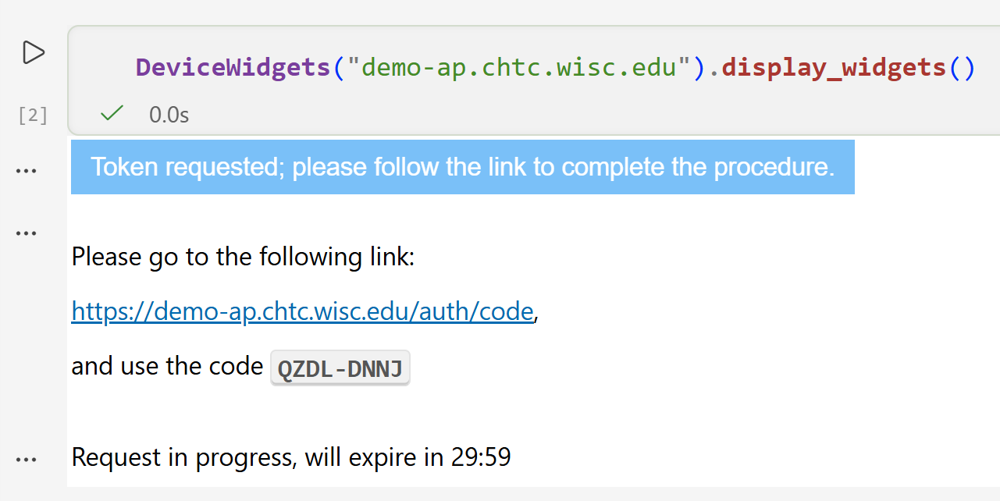 DeviceWidgets("demo-ap.chtc.wisc.edu").display_widgets()
[2]
0.0s
Token requested; please follow the link to complete the procedure.
Please go to the following link:
https://demo-ap.chtc.wisc.edu/auth/code,
and use the code QZDL-DNNJ
Request in progress, will expire in 29:59